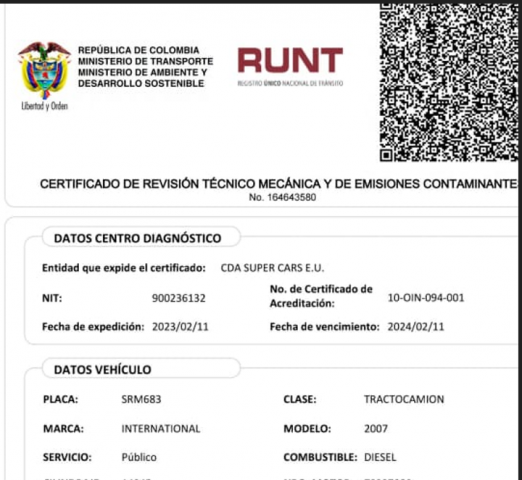 REPÚBLICA DE COLOMBIA
MINISTERIO DE TRANSPORTE
MINISTERIO DE AMBIENTE Y
DESARROLLO SOSTENIBLE
Libertad y Orden
RUNT
REGISTRO ÚNICO NACIONAL DE TRÁNSITO
CERTIFICADO DE REVISIÓN TÉCNICO MECÁNICA Y DE EMISIONES CONTAMINANTE
No. 164643580
DATOS CENTRO DIAGNÓSTICO
Entidad que expide el certificado: CDA SUPER CARS E.U.
NIT: 900236132 No. de Certificado de Acreditación: 10-OIN-094-001
Fecha de expedición: 2023/02/11 Fecha de vencimiento: 2024/02/11
DATOS VEHÍCULO
PLACA: SRM683 CLASE: TRACTOCAMION
MARCA: INTERNATIONAL MODELO: 2007
SERVICIO: Público COMBUSTIBLE: DIESEL